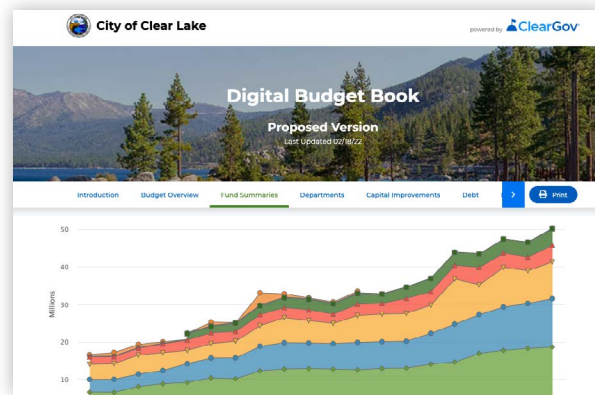 City of Clear Lake
powered by ClearGov
Digital Budget Book
Proposed Version
Last Updated 02/18/22
Introduction Budget Overview Fund Summaries Departments Capital Improvements Debt > Print
50
40
Millions
30
20
10